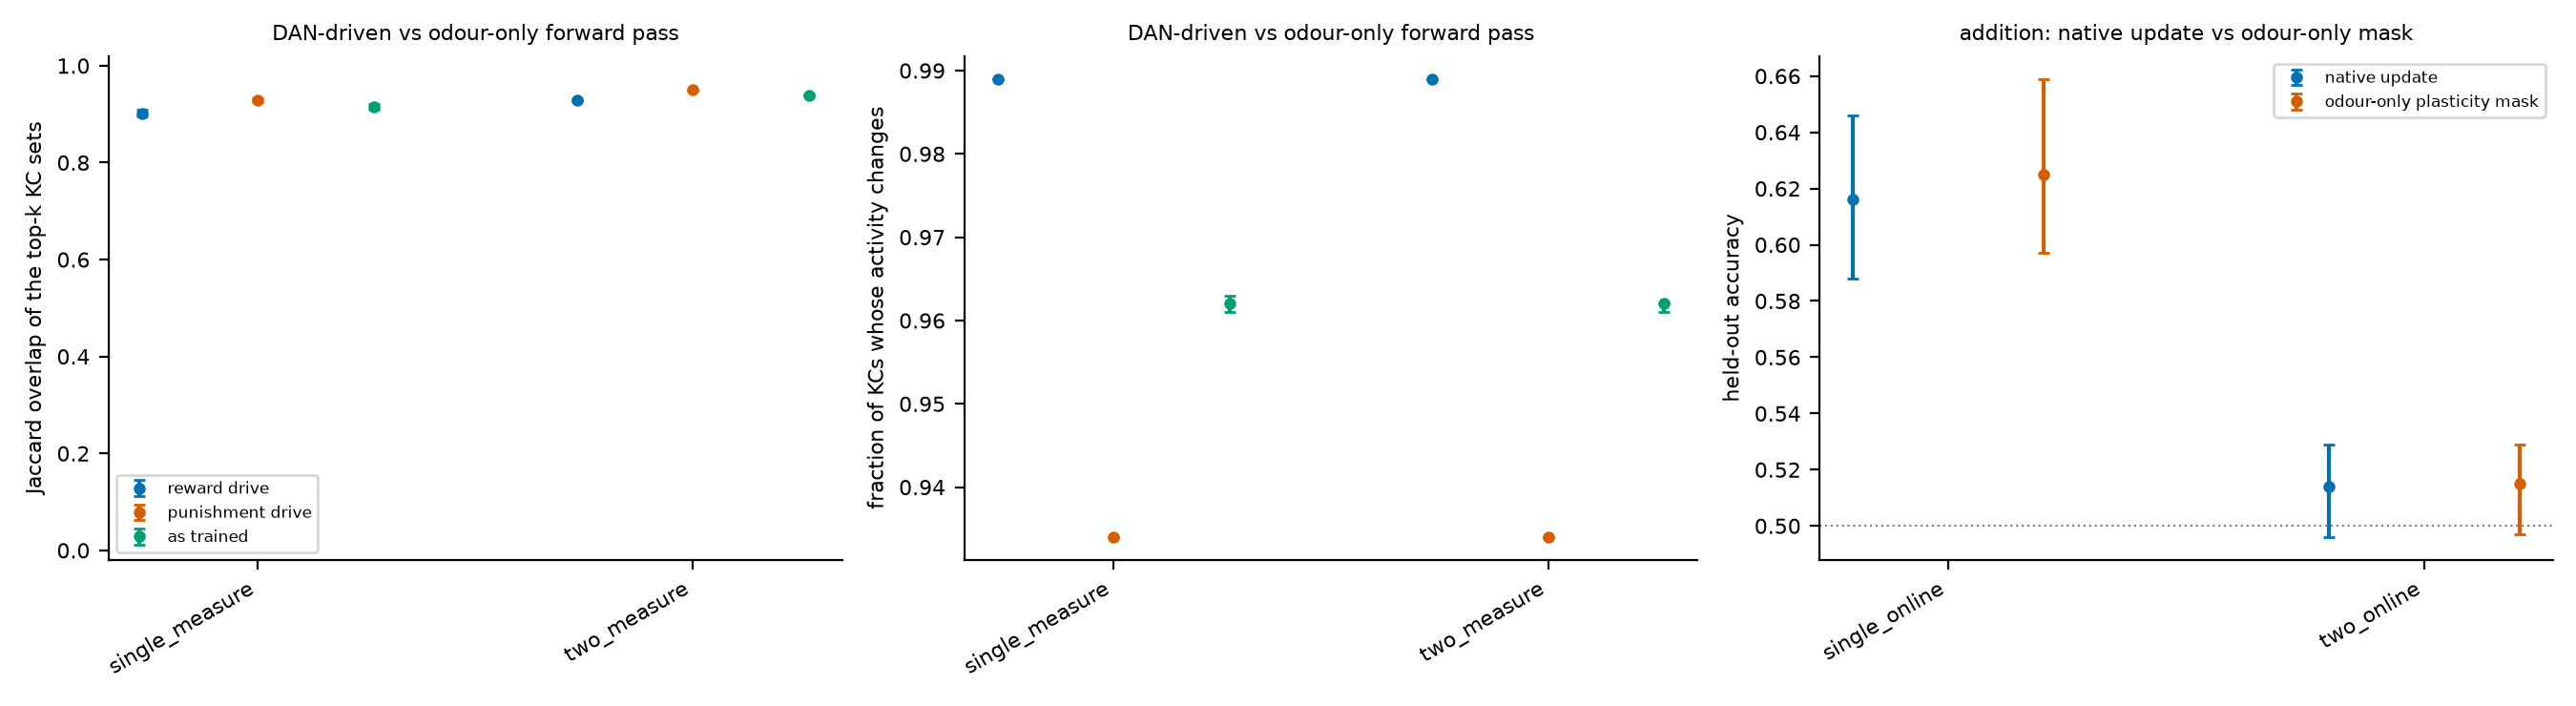 DAN-driven vs odour-only forward pass
Jaccard overlap of the top-k KC sets
1.0
0.8
0.6
0.4
0.2
0.0
reward drive
punishment drive
as trained
single_measure
two_measure
DAN-driven vs odour-only forward pass
fraction of KCs whose activity changes
0.99
0.98
0.97
0.96
0.95
0.94
single_measure
two_measure
addition: native update vs odour-only mask
held-out accuracy
0.66
0.64
0.62
0.60
0.58
0.56
0.54
0.52
0.50
native update
odour-only plasticity mask
single_online
two_online